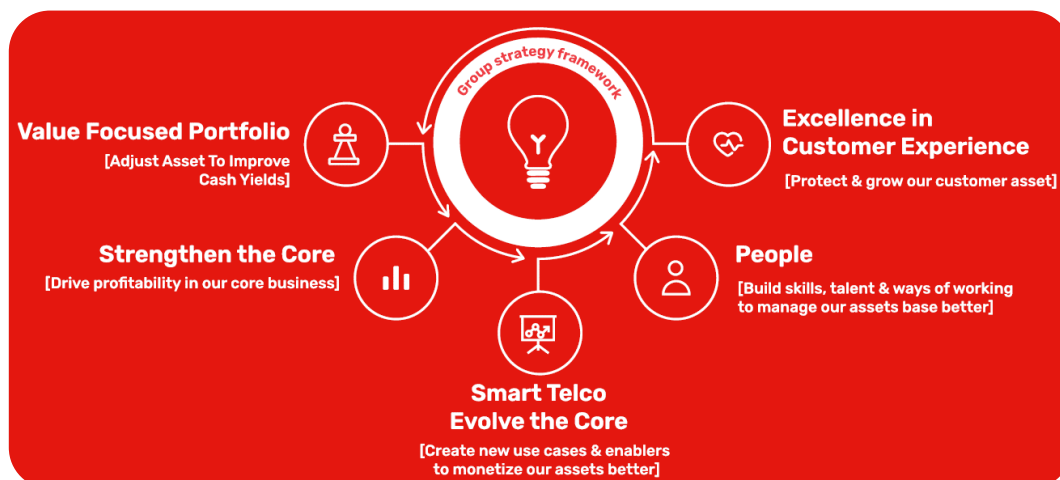 Group strategy framework
Value Focused Portfolio
[Adjust Asset To Improve
Cash Yields]
Strengthen the Core
[Drive profitability in our core business]
Smart Telco
Evolve the Core
[Create new use cases & enablers
to monetize our assets better]
People
[Build skills, talent & ways of working
to manage our assets base better]
Excellence in
Customer Experience
[Protect & grow our customer asset]